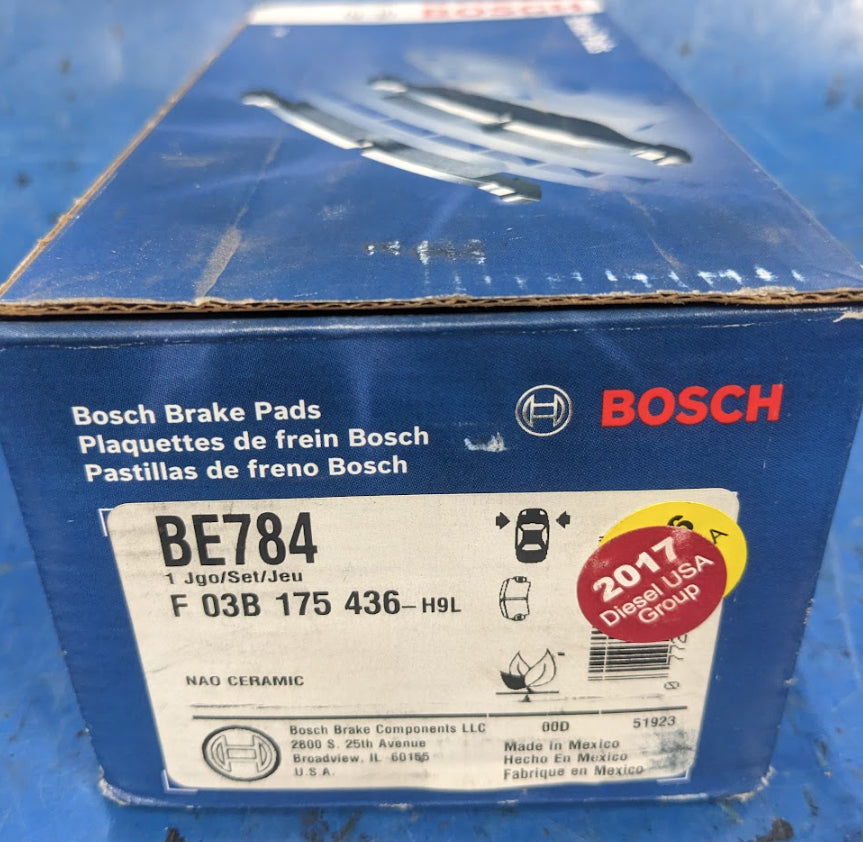 BOSCH
Bosch Brake Pads
Plaquettes de frein Bosch
Pastillas de freno Bosch
BOSCH
BE784
1 Jgo/Set/Jeu
F 03B 175 436-H9L
2017
Diesel USA
Group
NAO CERAMIC
Bosch Brake Components LLC
2800 S. 25th Avenue
Broadview, IL 60155
U.S.A.
00D
51923
Made in Mexico
Hecho En Mexico
Fabrique en Mexico